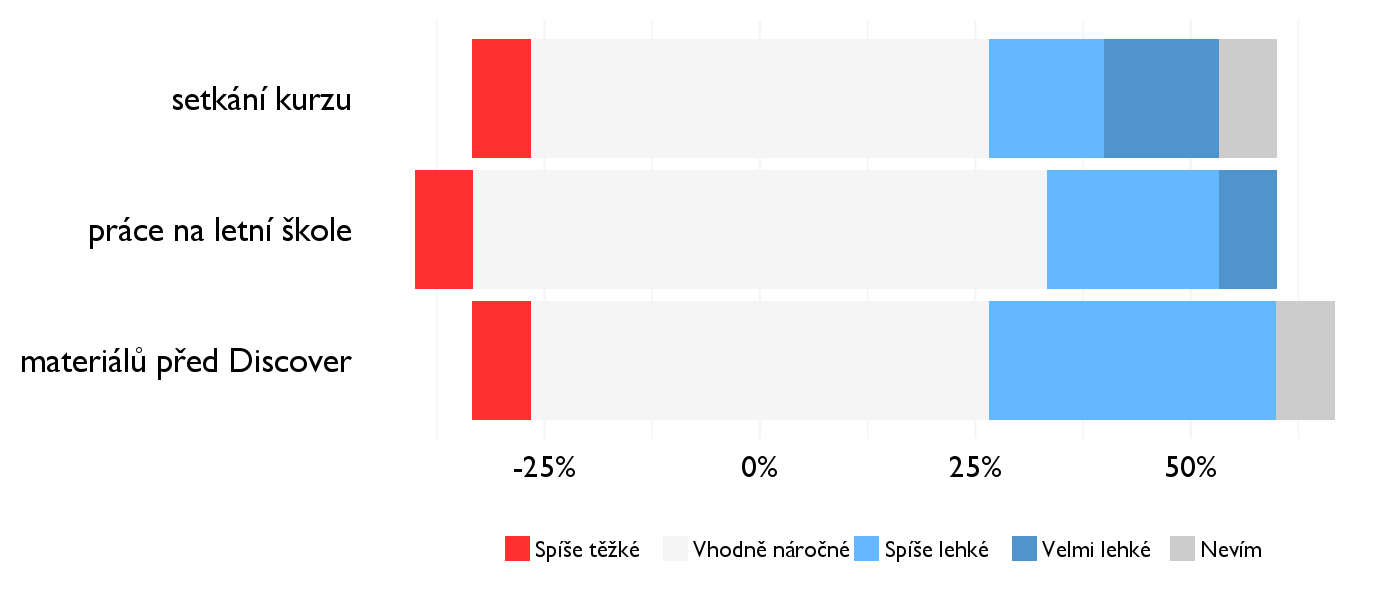 setkání kurzu
práce na letní škole
materiálů před Discover
-25% 0% 25% 50%
Spíše těžké Vhodně náročné Spíše lehké Velmi lehké Nevím